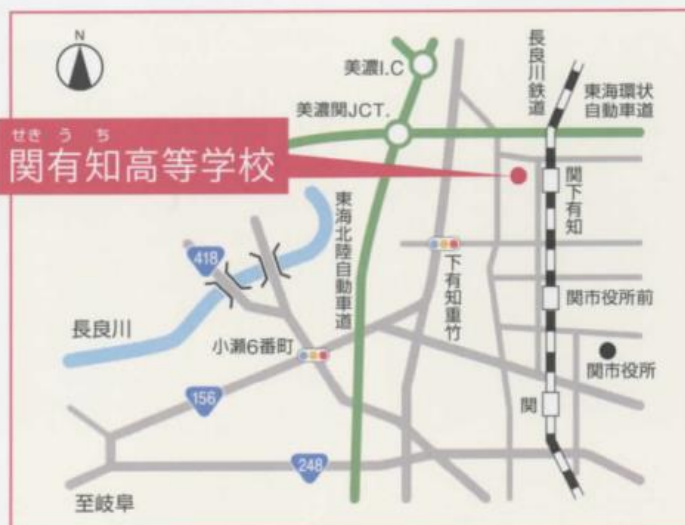 N
美濃I.C
長良川鉄道
美濃関JCT.
東海環状
自動車道
せき う ち
関有知高等学校
関下有知
東海北陸自動車道
418
下有知重竹
関市役所前
長良川
小瀬6番町
関市役所
156
関
248
至岐阜